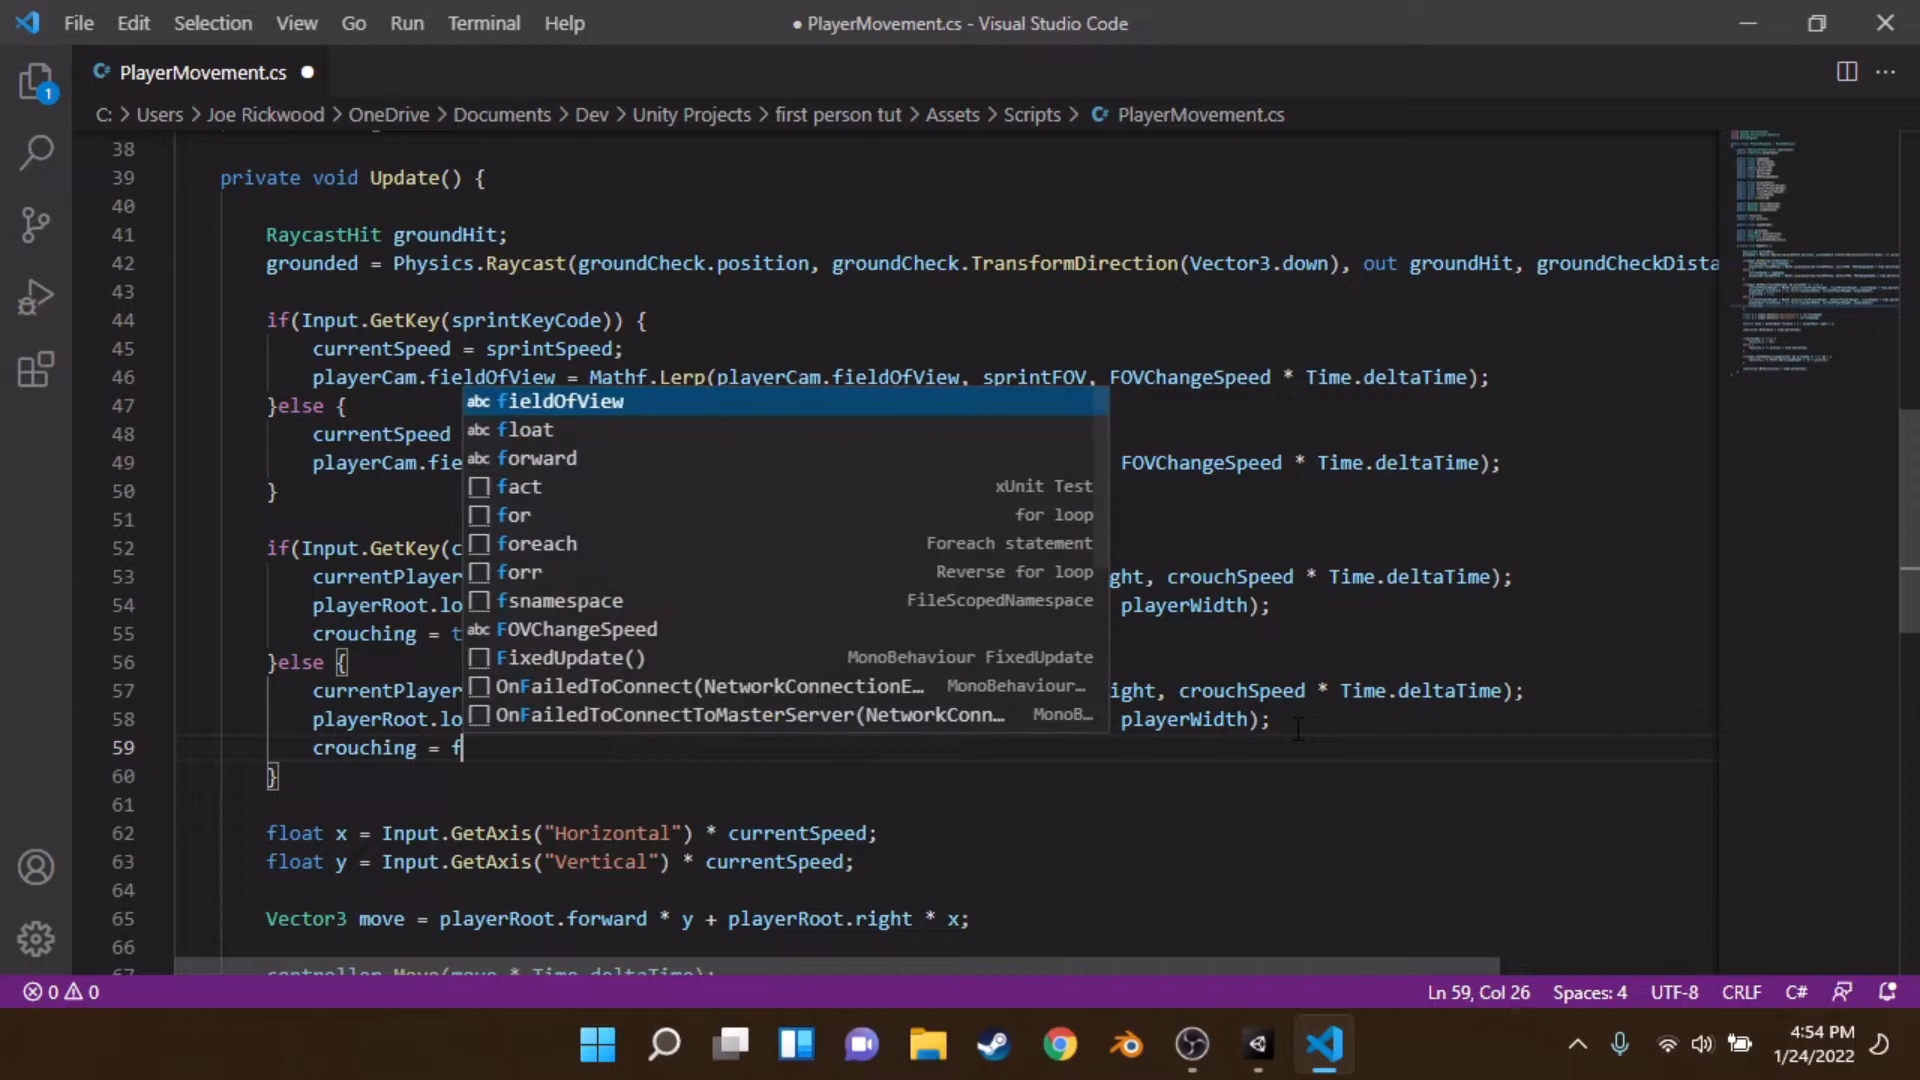 File Edit Selection View Go Run Terminal Help
● PlayerMovement.cs - Visual Studio Code
PlayerMovement.cs ●
C: > Users > Joe Rickwood > OneDrive > Documents > Dev > Unity Projects > first person tut > Assets > Scripts > PlayerMovement.cs
1
38
39 private void Update() {
40
41 RaycastHit groundHit;
42 grounded = Physics.Raycast(groundCheck.position, groundCheck.TransformDirection(Vector3.down), out groundHit, groundCheckDista
43
44 if(Input.GetKey(sprintKeyCode)) {
45 currentSpeed = sprintSpeed;
46 playerCam.fieldOfView = Mathf.Lerp(playerCam.fieldOfView, sprintFOV, FOVChangeSpeed * Time.deltaTime);
47 }else {
48 currentSpeed
49 playerCam.fie FOVChangeSpeed * Time.deltaTime);
50 }
51
52 if(Input.GetKey(c
53 currentPlayer ght, crouchSpeed * Time.deltaTime);
54 playerRoot.lo playerWidth);
55 crouching = t
56 }else {
57 currentPlayer ight, crouchSpeed * Time.deltaTime);
58 playerRoot.lo playerWidth);
59 crouching = f
60 }
61
62 float x = Input.GetAxis("Horizontal") * currentSpeed;
63 float y = Input.GetAxis("Vertical") * currentSpeed;
64
65 Vector3 move = playerRoot.forward * y + playerRoot.right * x;
66
67 controller.Move(move * Time.deltaTime);
abc fieldOfView
abc float
abc forward
fact xUnit Test
for for loop
foreach Foreach statement
forr Reverse for loop
fsnamespace FileScopedNamespace
abc FOVChangeSpeed
FixedUpdate() MonoBehaviour FixedUpdate
OnFailedToConnect(NetworkConnectionE… MonoBehaviour…
OnFailedToConnectToMasterServer(NetworkConn… MonoB…
0 0 Ln 59, Col 26 Spaces: 4 UTF-8 CRLF C#
4:54 PM
1/24/2022